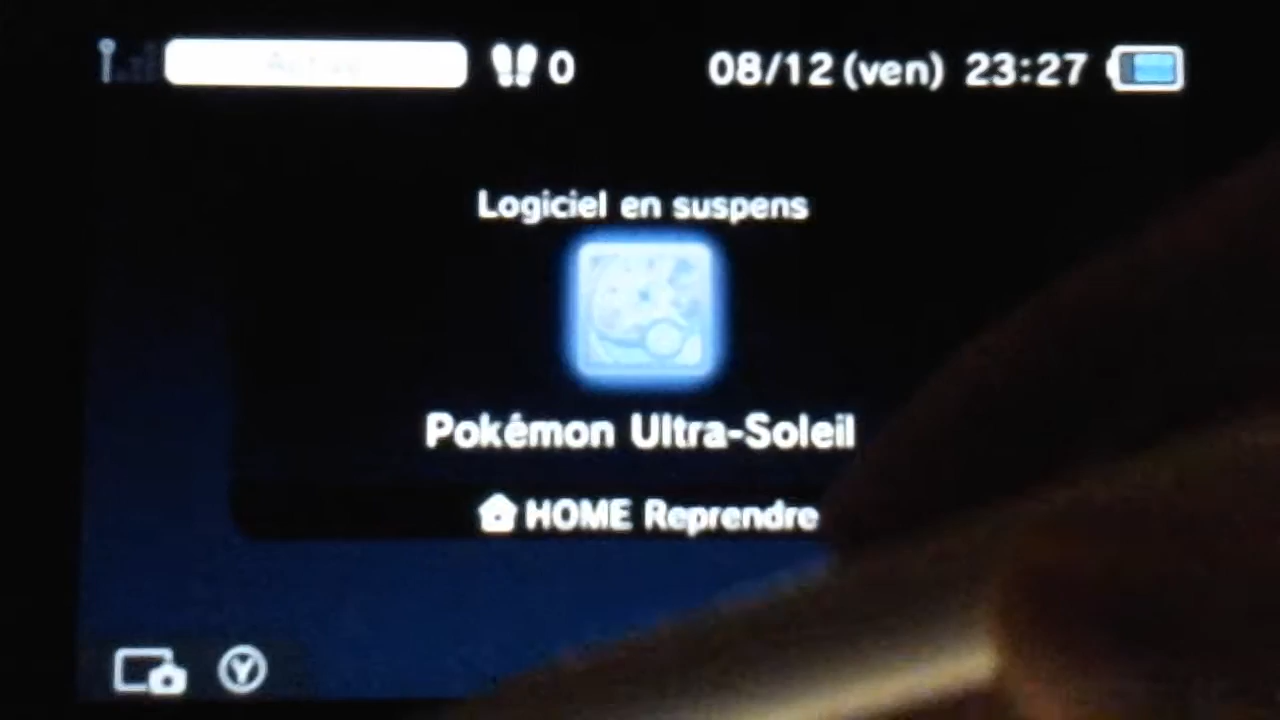 0 08/12 (ven) 23:27
Logiciel en suspens
Pokémon Ultra-Soleil
HOME Reprendre
Y